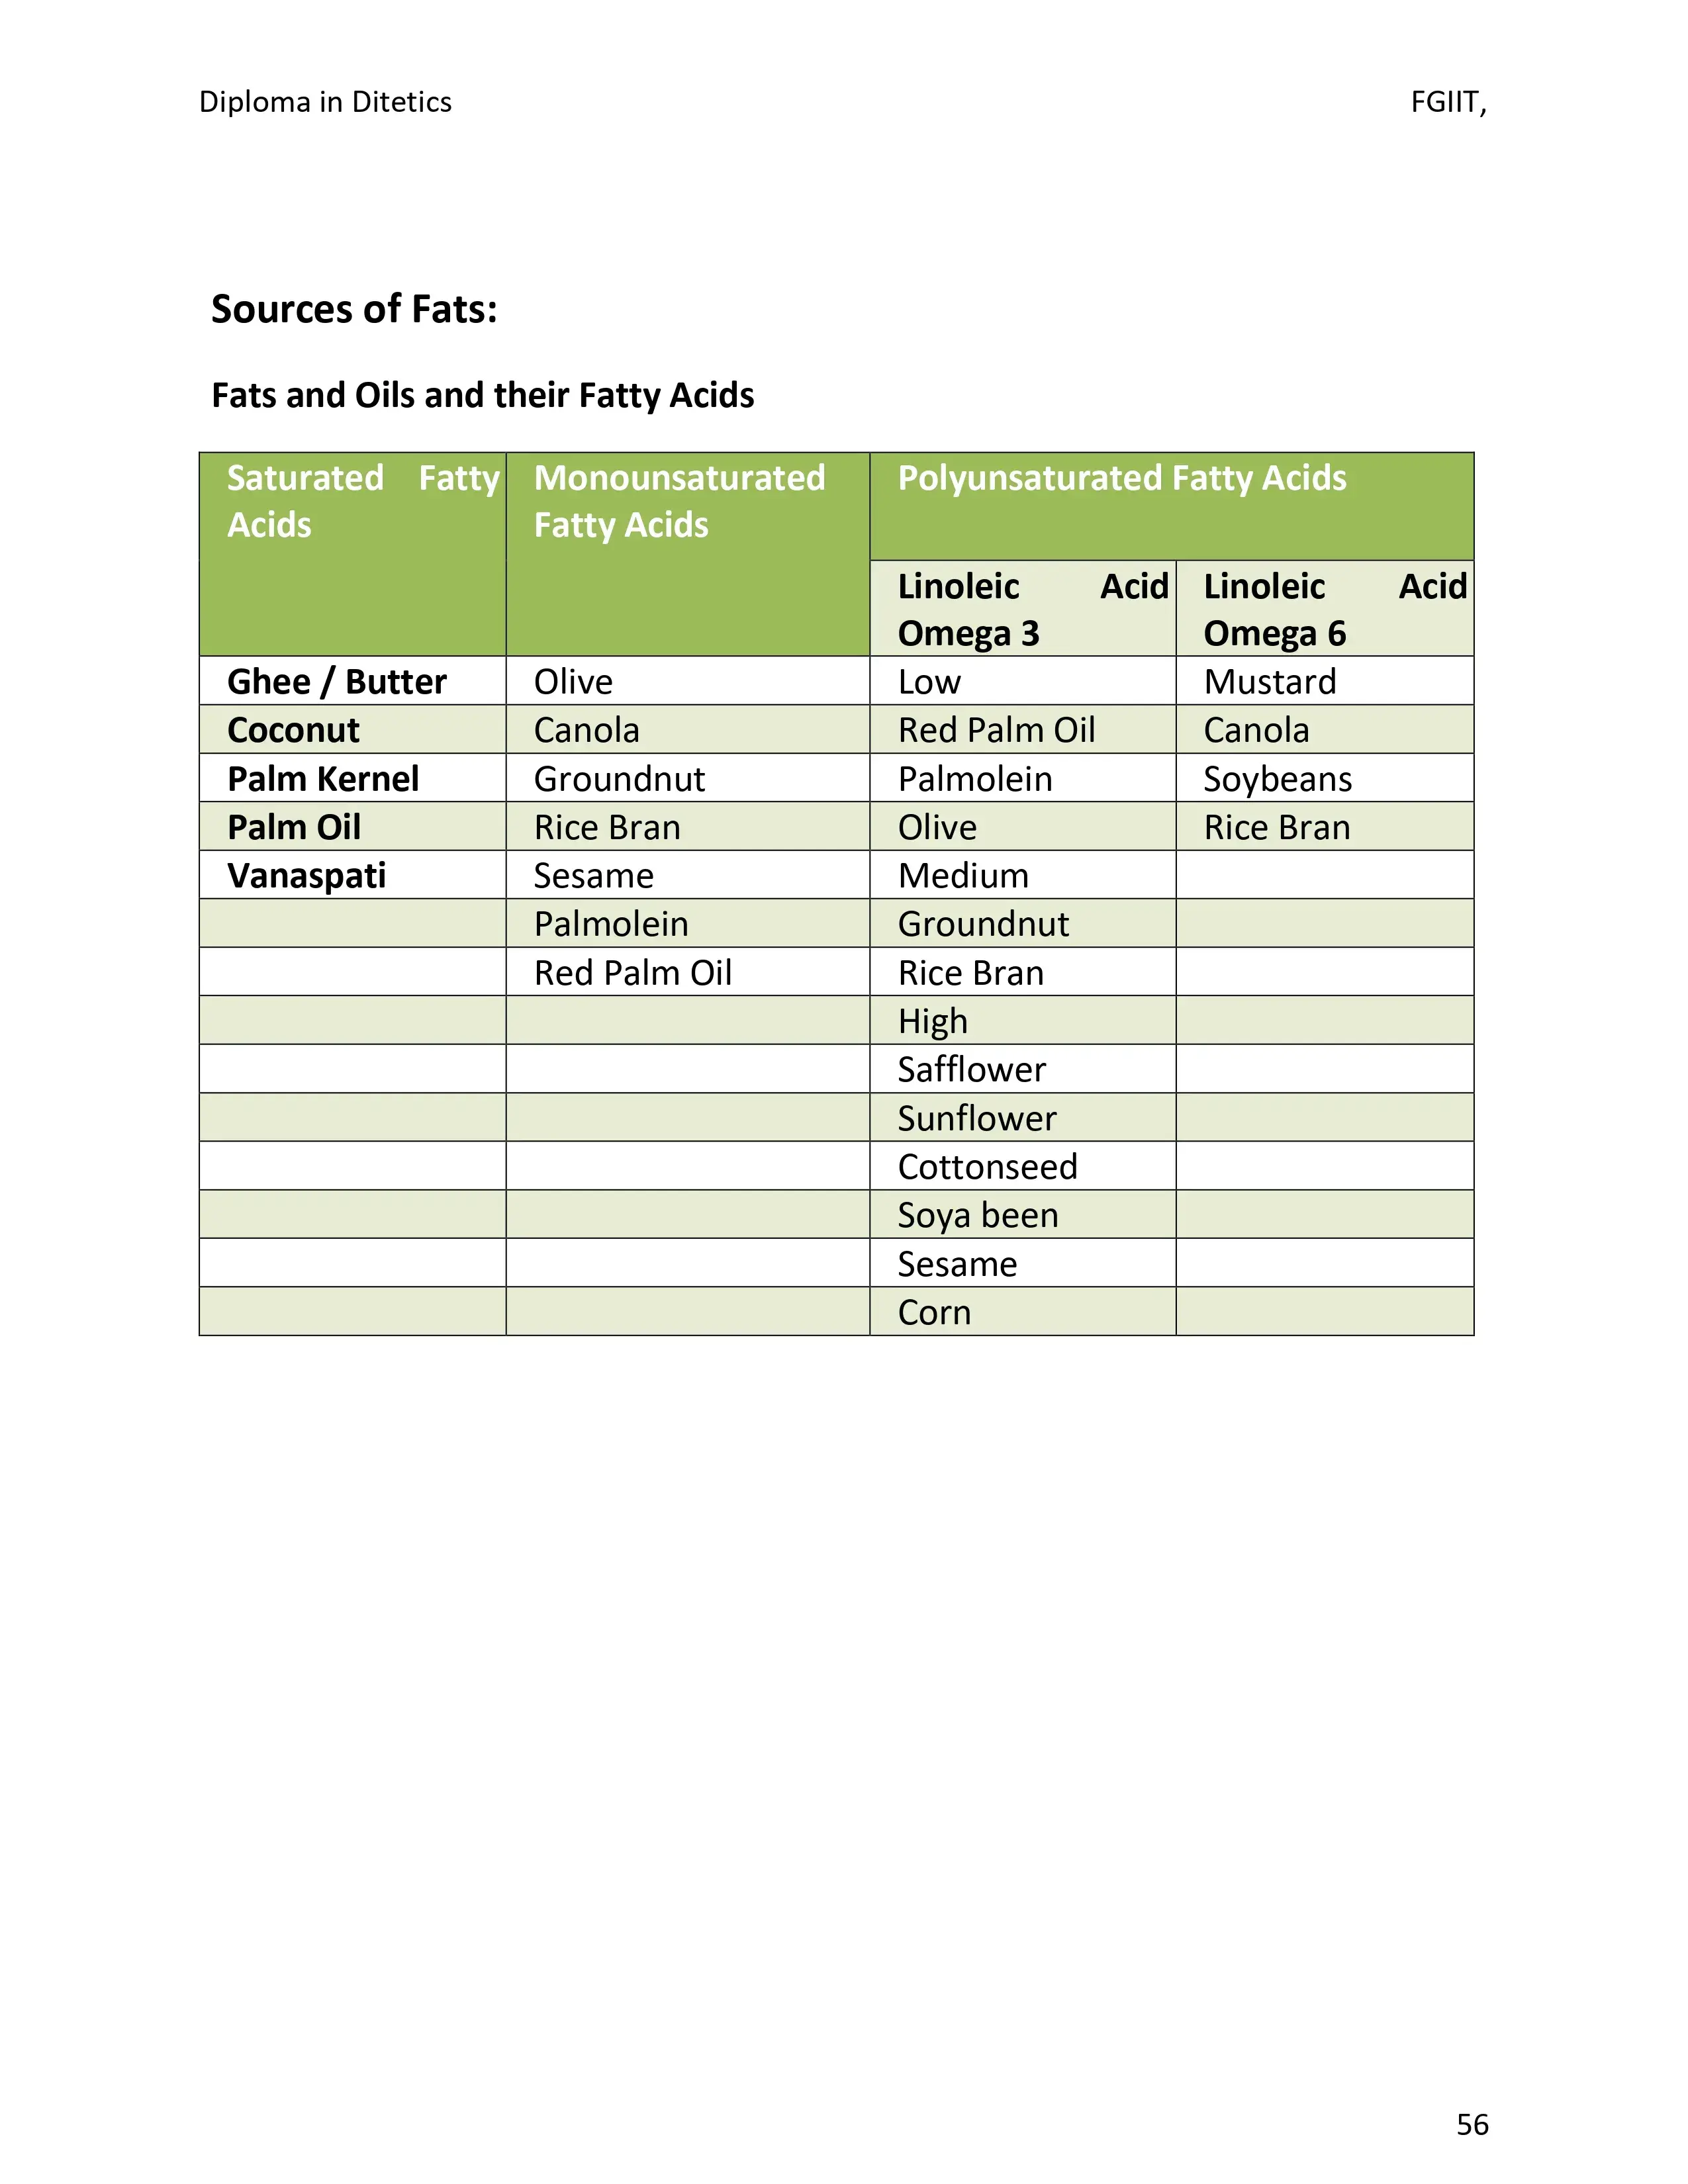 Diploma in Ditetics FGIIT,
Sources of Fats:
Fats and Oils and their Fatty Acids
Saturated Fatty Acids Monounsaturated Fatty Acids Polyunsaturated Fatty Acids
Linoleic Acid Omega 3 Linoleic Acid Omega 6
Ghee / Butter Olive Low Mustard
Coconut Canola Red Palm Oil Canola
Palm Kernel Groundnut Palmolein Soybeans
Palm Oil Rice Bran Olive Rice Bran
Vanaspati Sesame Medium
Palmolein Groundnut
Red Palm Oil Rice Bran
High
Safflower
Sunflower
Cottonseed
Soya been
Sesame
Corn
56